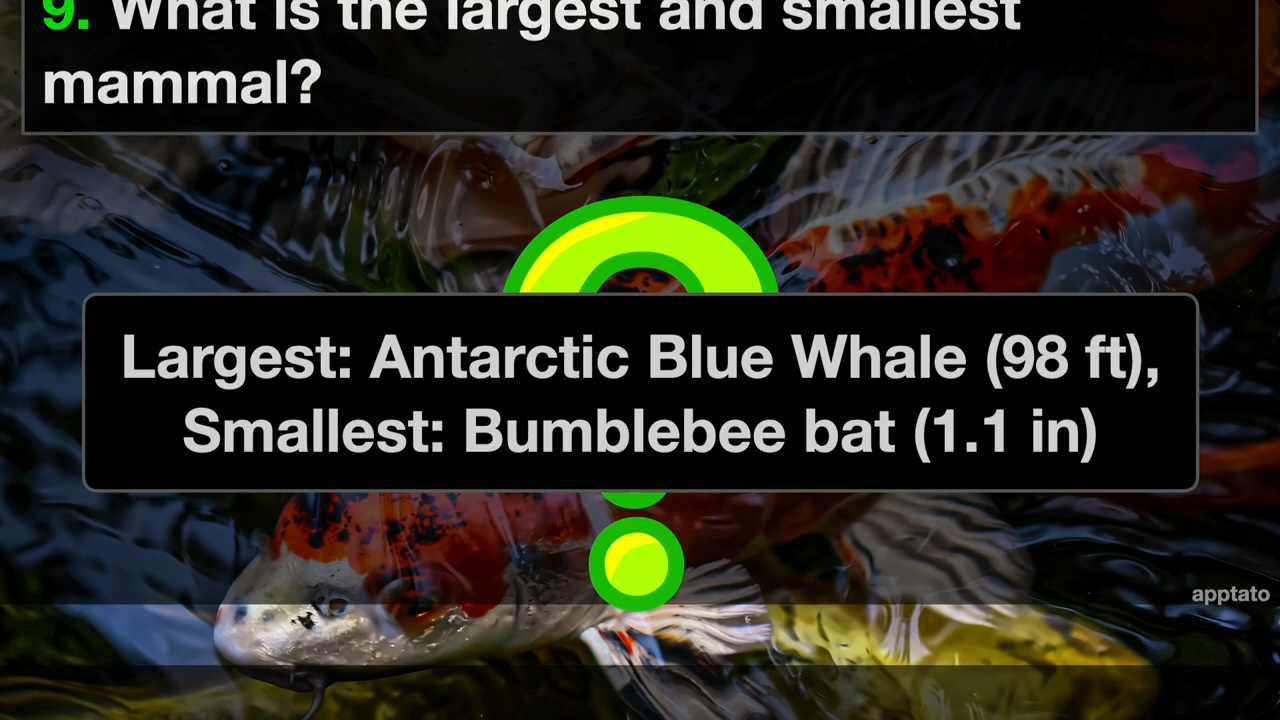 9. What is the largest and smallest
mammal?
Largest: Antarctic Blue Whale (98 ft),
Smallest: Bumblebee bat (1.1 in)
apptato